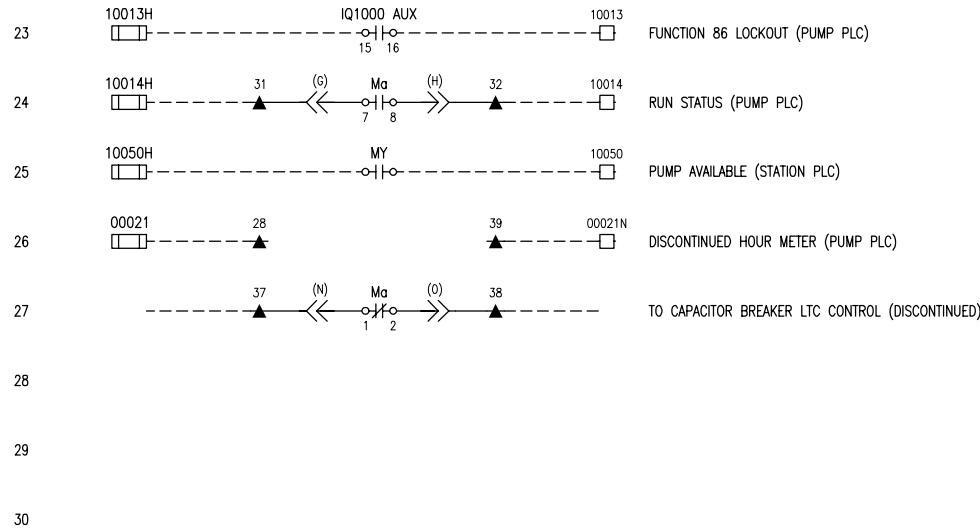 10013H IQ1000 AUX 10013
23 FUNCTION 86 LOCKOUT (PUMP PLC)
15 16
10014H 31 (G) Ma (H) 32 10014
24 RUN STATUS (PUMP PLC)
7 8
10050H MY 10050
25 PUMP AVAILABLE (STATION PLC)
00021 28 39 00021N
26 DISCONTINUED HOUR METER (PUMP PLC)
37 (N) Ma (O) 38
27 TO CAPACITOR BREAKER LTC CONTROL (DISCONTINUED)
1 2
28
29
30